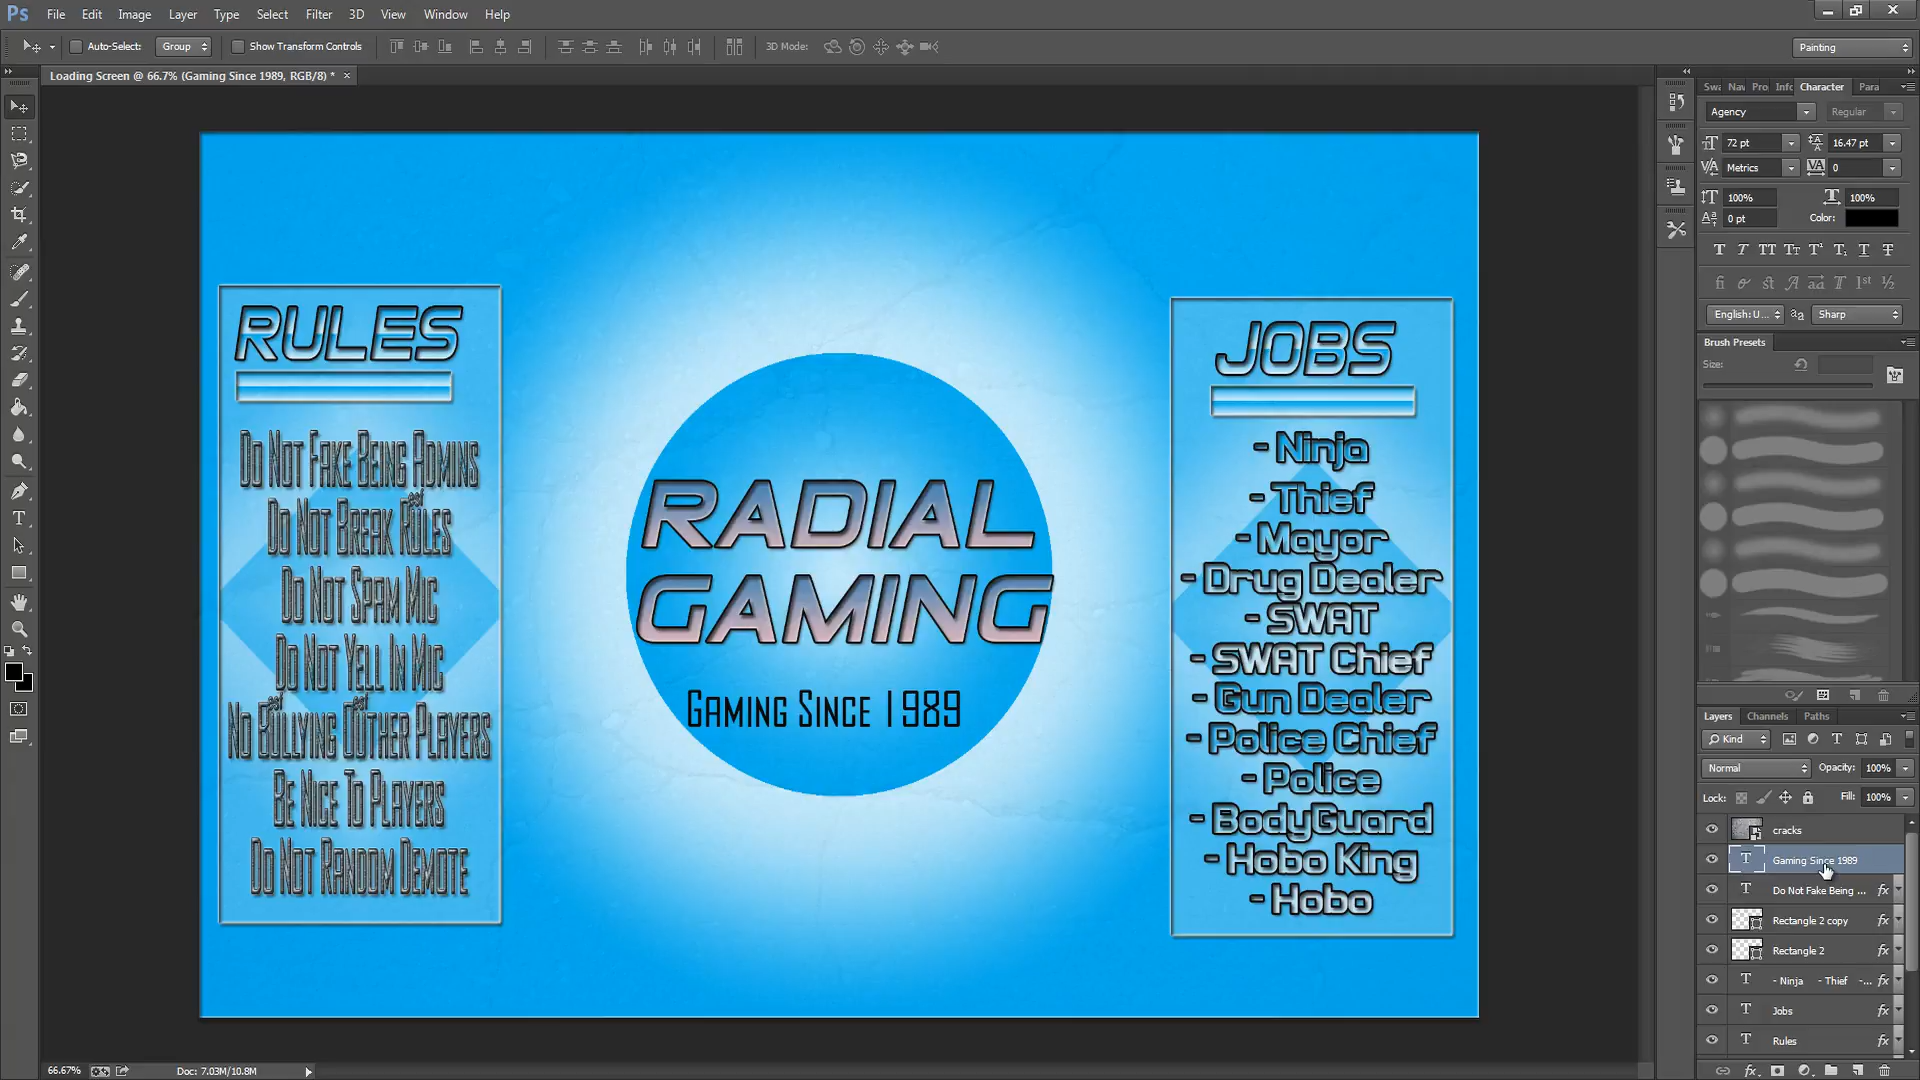 Ps File Edit Image Layer Type Select Filter 3D View Window Help
Auto-Select: Group Show Transform Controls 3D Mode: Painting
Loading Screen @ 66.7% (Gaming Since 1989, RGB/8) * ×
Swa Nav Pro Info Character Para
Agency Regular
72 pt 16.47 pt
Metrics 0
100% 100%
0 pt Color:
English: U... Sharp
Brush Presets
Size:
RULES
Do Not Fake Being Admins
Do Not Break Rules
Do Not Spam Mic
Do Not Yell In Mic
No Bullying Oother Players
Be Nice To Players
Do Not Random Demote
RADIAL
GAMING
Gaming Since 1989
JOBS
- Ninja
- Thief
- Mayor
- Drug Dealer
- SWAT
- SWAT Chief
- Gun Dealer
- Police Chief
- Police
- BodyGuard
- Hobo King
- Hobo
Layers Channels Paths
Kind
Normal Opacity: 100%
Lock: Fill: 100%
cracks
Gaming Since 1989
Do Not Fake Being ... fx
Rectangle 2 copy fx
Rectangle 2 fx
- Ninja - Thief -... fx
Jobs fx
Rules fx
66.67% Doc: 7.03M/10.8M